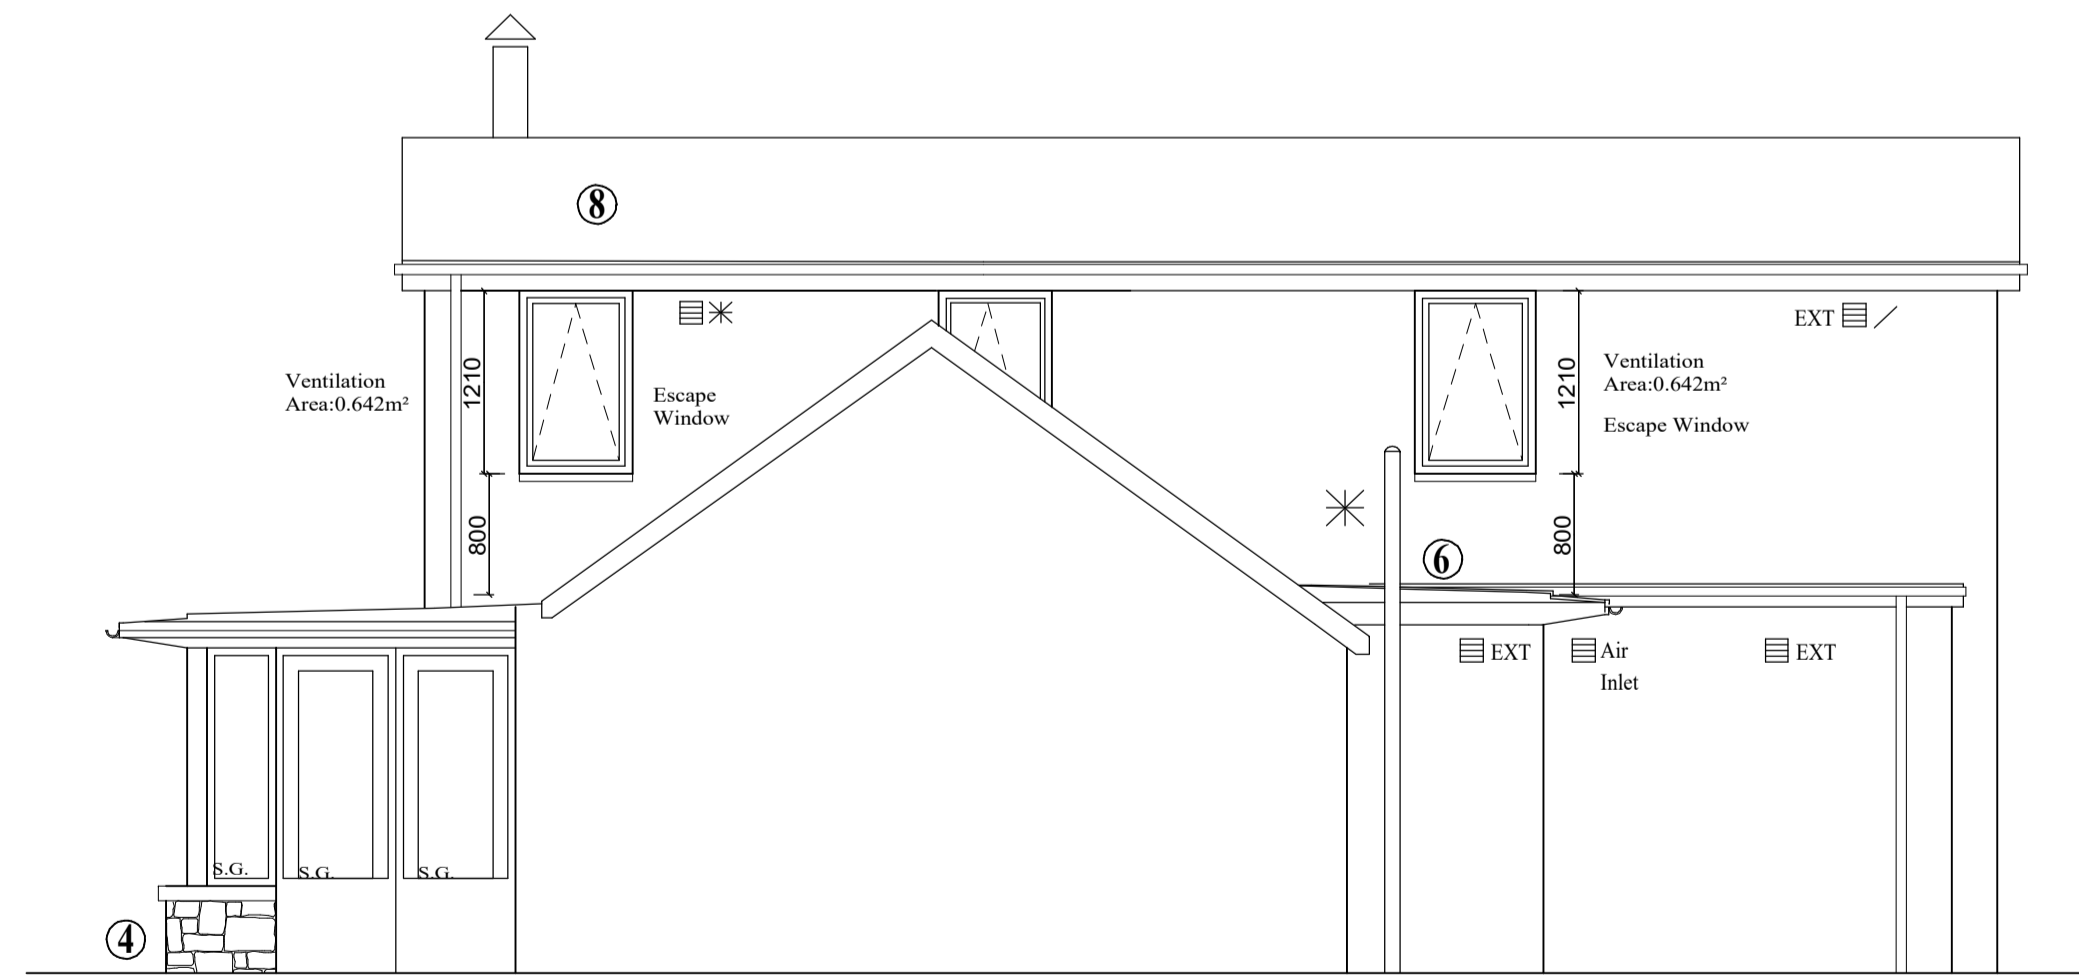 8
EXT
Ventilation
Area:0.642m²
1210
Escape
Window
1210
Ventilation
Area:0.642m²
Escape Window
800
800
6
EXT
Air
Inlet
EXT
S.G.
S.G.
S.G.
4